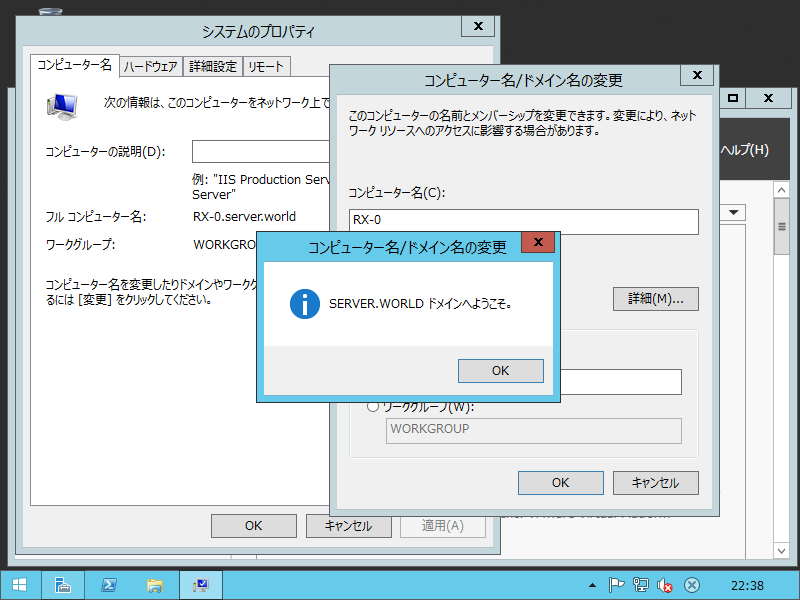 システムのプロパティ
コンピューター名
ハードウェア
詳細設定
リモート
次の情報は、このコンピューターをネットワーク上で
コンピューターの説明(D):
例: "IIS Production Serv
Server"
フル コンピューター名:
RX-0.server.world
ワークグループ:
WORKGRO
コンピューター名を変更したりドメインやワークグ
るには [変更] をクリックしてください。
OK
キャンセル
適用(A)
コンピューター名/ドメイン名の変更
このコンピューターの名前とメンバーシップを変更できます。変更により、ネット
ワーク リソースへのアクセスに影響する場合があります。
コンピューター名(C):
RX-0
詳細(M)...
ワークグループ(W):
WORKGROUP
OK
キャンセル
コンピューター名/ドメイン名の変更
SERVER.WORLD ドメインへようこそ。
OK
ヘルプ(H)
22:38